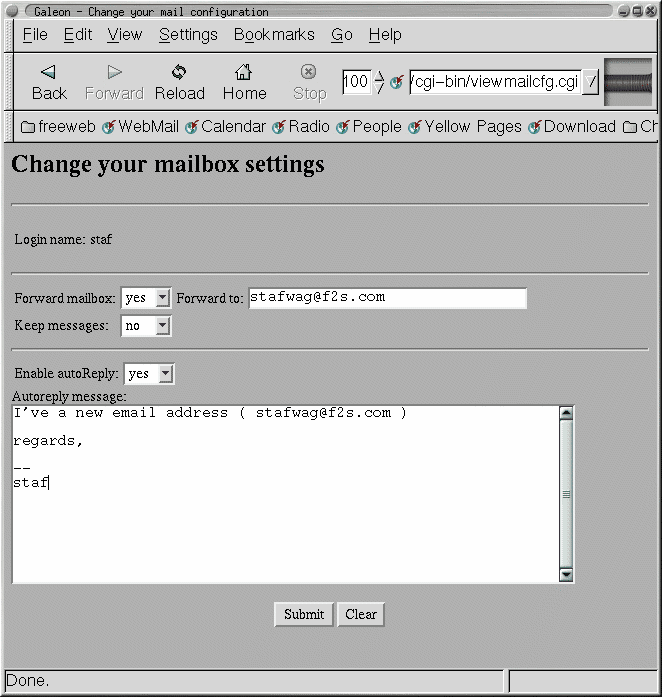 Galeon - Change your mail configuration
File Edit View Settings Bookmarks Go Help
Back Forward Reload Home Stop 100 /cgi-bin/viewmailcfg.cgi
freeweb WebMail Calendar Radio People Yellow Pages Download Ch
Change your mailbox settings
Login name: staf
Forward mailbox: yes Forward to: stafwag@f2s.com
Keep messages: no
Enable autoReply: yes
Autoreply message:
I've a new email address ( stafwag@f2s.com )
regards,
--
staf
Submit Clear
Done.